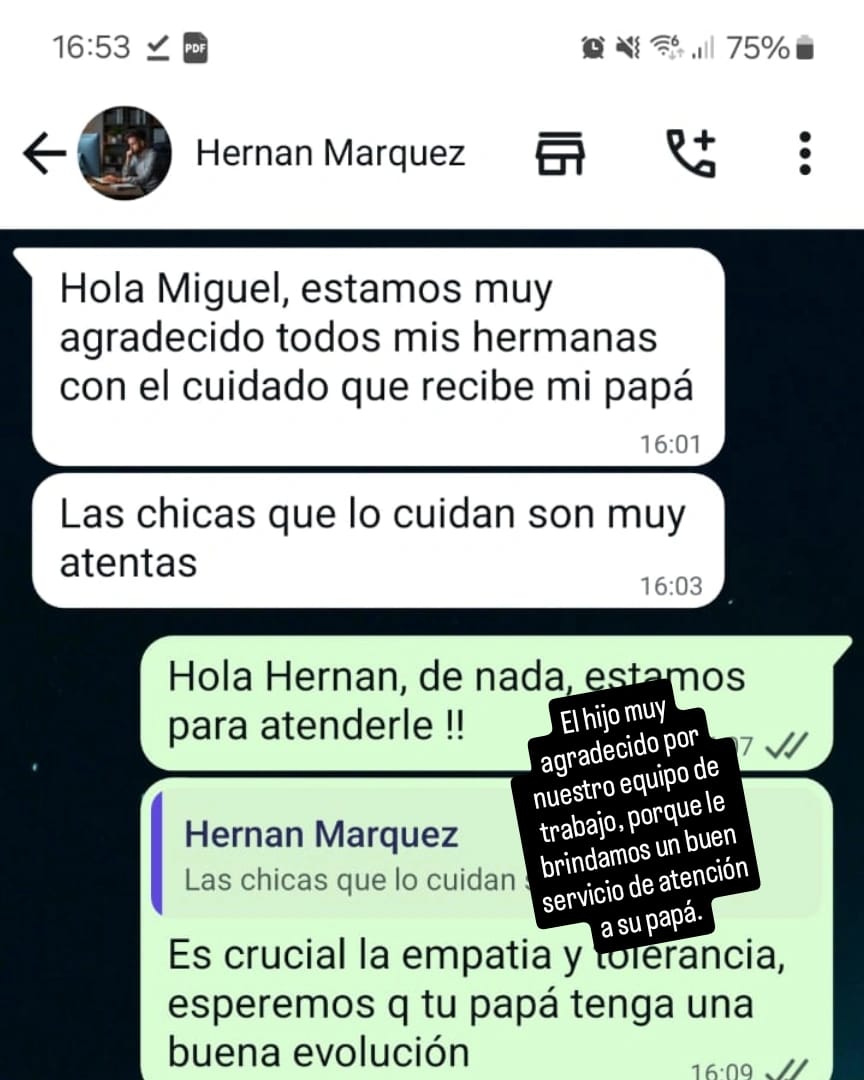 16:53
PDF
75%
Hernan Marquez
Hola Miguel, estamos muy
agradecido todos mis hermanas
con el cuidado que recibe mi papá
16:01
Las chicas que lo cuidan son muy
atentas
16:03
Hola Hernan, de nada, estamos
para atenderle !!
El hijo muy
agradecido por
nuestro equipo de
trabajo, porque le
brindamos un buen
servicio de atención
a su papá.
Hernan Marquez
Las chicas que lo cuidan
Es crucial la empatia y tolerancia,
esperemos q tu papá tenga una
buena evolución
16:09